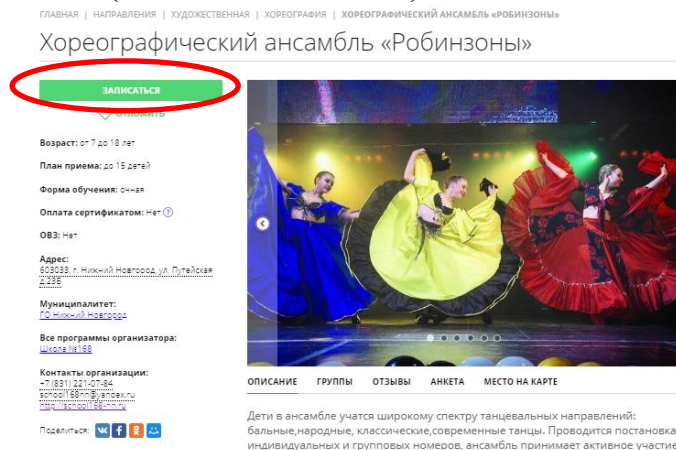 ГЛАВНАЯ | НАПРАВЛЕНИЯ | ХУДОЖЕСТВЕННАЯ | ХОРЕОГРАФИЯ | ХОРЕОГРАФИЧЕСКИЙ АНСАМБЛЬ «РОБИНЗОНЫ»
Хореографический ансамбль «Робинзоны»
ЗАПИСАТЬСЯ
ОТЛОЖИТЬ
Возраст: от 7 до 18 лет
План приема: до 15 детей
Форма обучения: очная
Оплата сертификатом: Нет ?
ОВЗ: Нет
Адрес:
603033, г. Нижний Новгород, ул. Путейская
д.23Б
Муниципалитет:
ГО Нижний Новгород
Все программы организатора:
Школа №168
Контакты организации:
+7 (831) 221-07-84
school168nn@yandex.ru
http://school168-nn.ru
Поделиться:
ОПИСАНИЕ ГРУППЫ ОТЗЫВЫ АНКЕТА МЕСТО НА КАРТЕ
Дети в ансамбле учатся широкому спектру танцевальных направлений:
бальные,народные, классические,современные танцы. Проводится постановка
индивидуальных и групповых номеров, ансамбль принимает активное участие